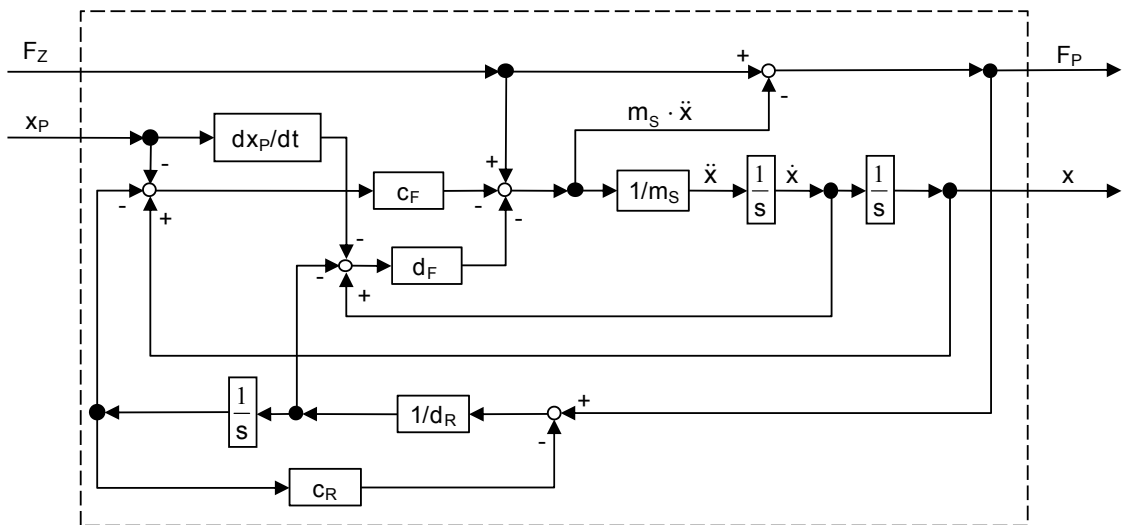 F_Z + F_P
-
m_S · ẍ
x_P dx_P/dt
- + -
- c_F - 1/m_S ẍ 1/s ẋ 1/s x
+ -
-
- d_F
+
1/s 1/d_R +
-
c_R